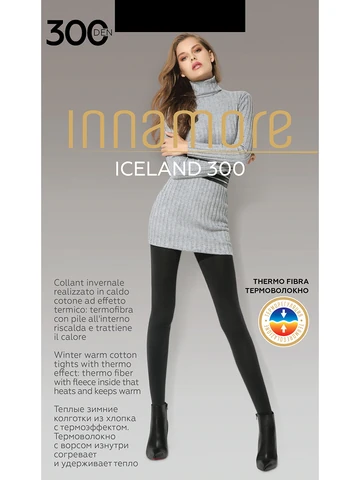 300 DEN
innamore
ICELAND 300
THERMO FIBRA
ТЕРМОВОЛОКНО
Collant invernale
realizzato in caldo
cotone ad effetto
termico: termofibra
con pile all'interno
riscalda e trattiene
il calore
Winter warm cotton
tights with thermo
effect: thermo fiber
with fleece inside that
heats and keeps warm
Теплые зимние
колготки из хлопка
с термоэффектом.
Термоволокно
с ворсом изнутри
согревает
и удерживает тепло